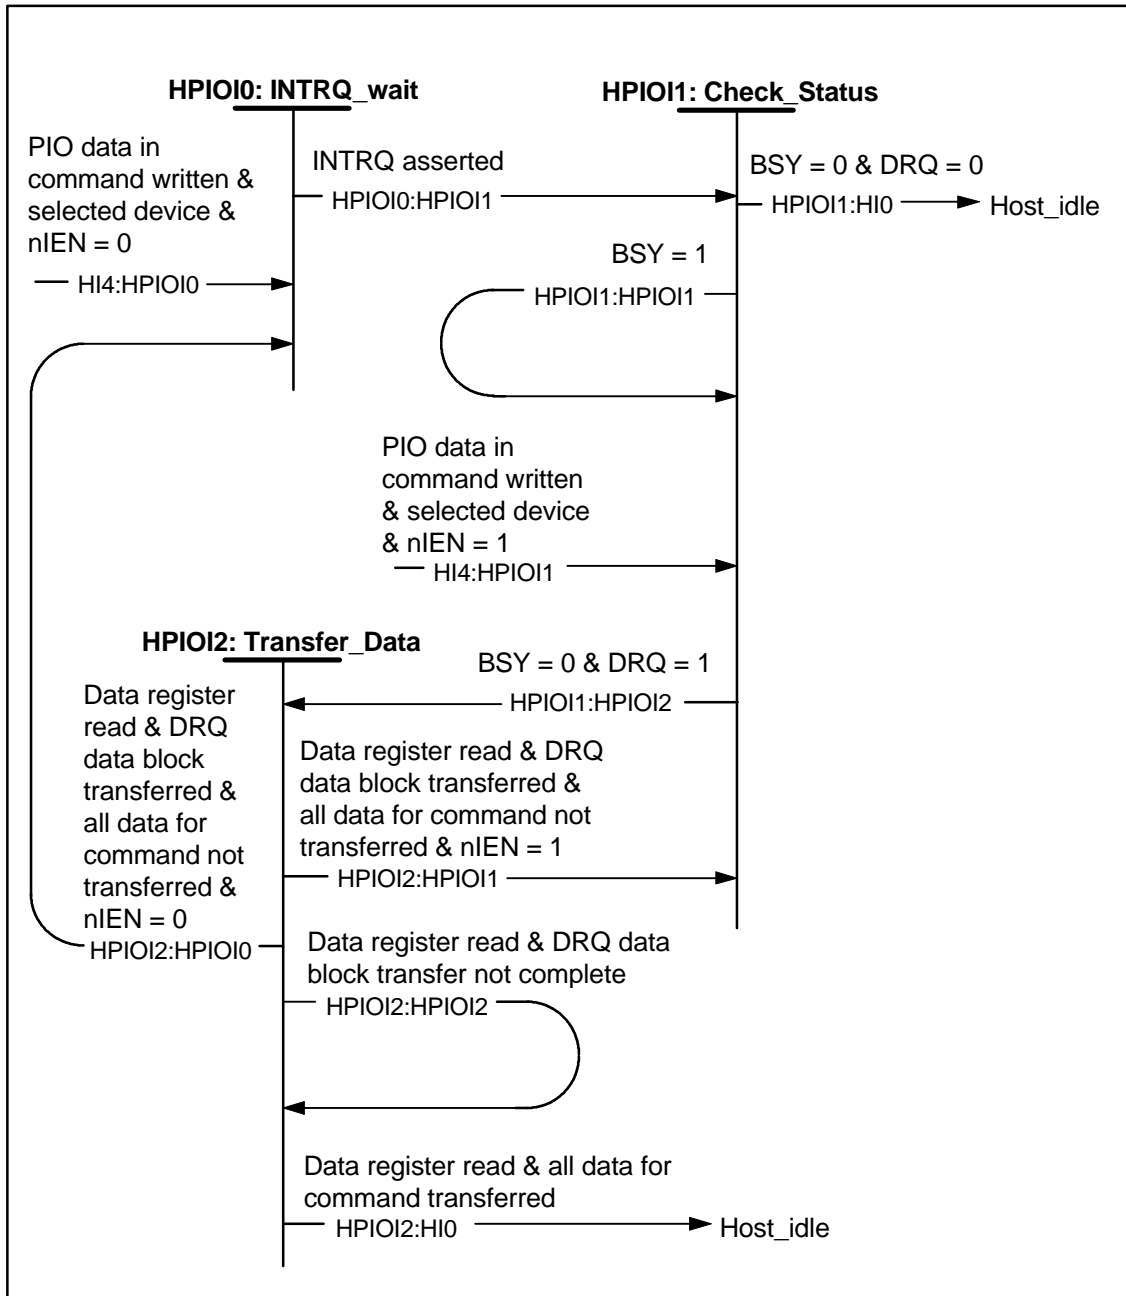 HPIOI0: INTRQ_wait
HPIOI1: Check_Status
PIO data in
command written &
selected device &
nIEN = 0
HI4:HPIOI0
INTRQ asserted
HPIOI0:HPIOI1
BSY = 0 & DRQ = 0
HPIOI1:HI0
Host_idle
BSY = 1
HPIOI1:HPIOI1
PIO data in
command written
& selected device
& nIEN = 1
HI4:HPIOI1
HPIOI2: Transfer_Data
BSY = 0 & DRQ = 1
HPIOI1:HPIOI2
Data register
read & DRQ
data block
transferred &
all data for
command not
transferred &
nIEN = 0
HPIOI2:HPIOI0
Data register read & DRQ
data block transferred &
all data for command not
transferred & nIEN = 1
HPIOI2:HPIOI1
Data register read & DRQ data
block transfer not complete
HPIOI2:HPIOI2
Data register read & all data for
command transferred
HPIOI2:HI0
Host_idle